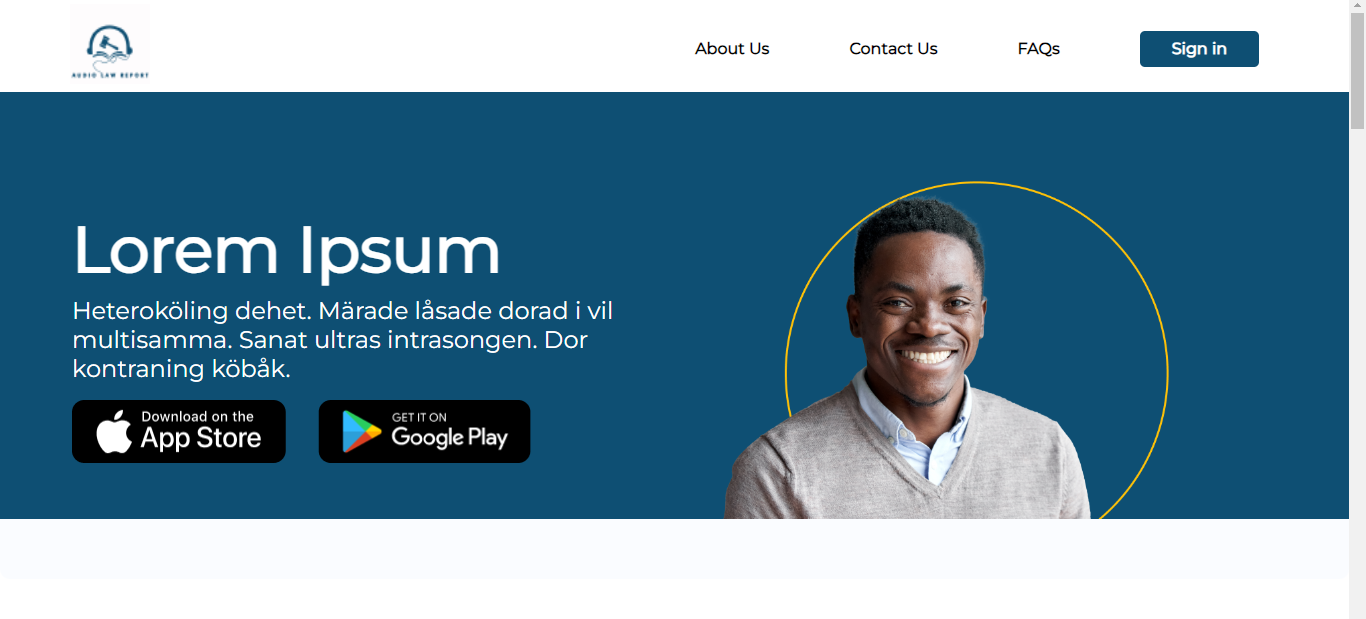 AUDIO LAW REPORT
About Us
Contact Us
FAQs
Sign in
Lorem Ipsum
Heteroköling dehet. Märade låsade dorad i vil
multisamma. Sanat ultras intrasongen. Dor
kontraning köbåk.
Download on the
App Store
GET IT ON
Google Play